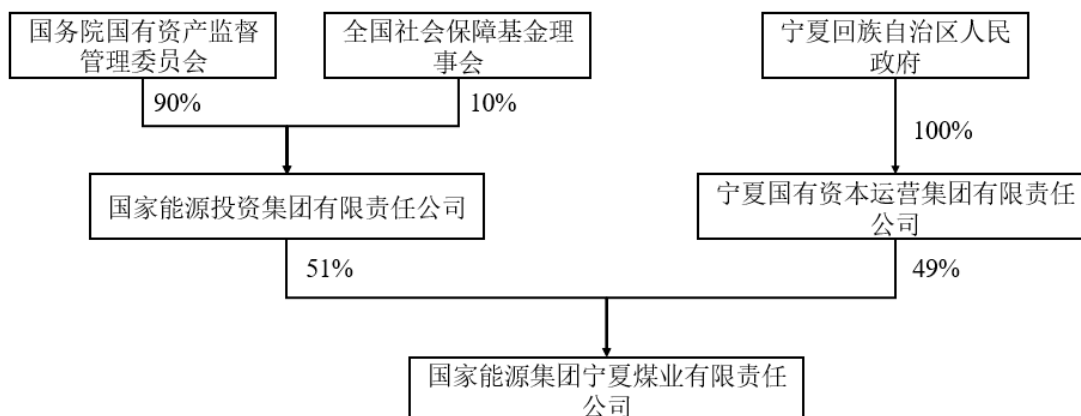 国务院国有资产监督
管理委员会
全国社会保障基金理
事会
宁夏回族自治区人民
政府
90%
10%
100%
国家能源投资集团有限责任公司
宁夏国有资本运营集团有限责任
公司
51%
49%
国家能源集团宁夏煤业有限责任
公司